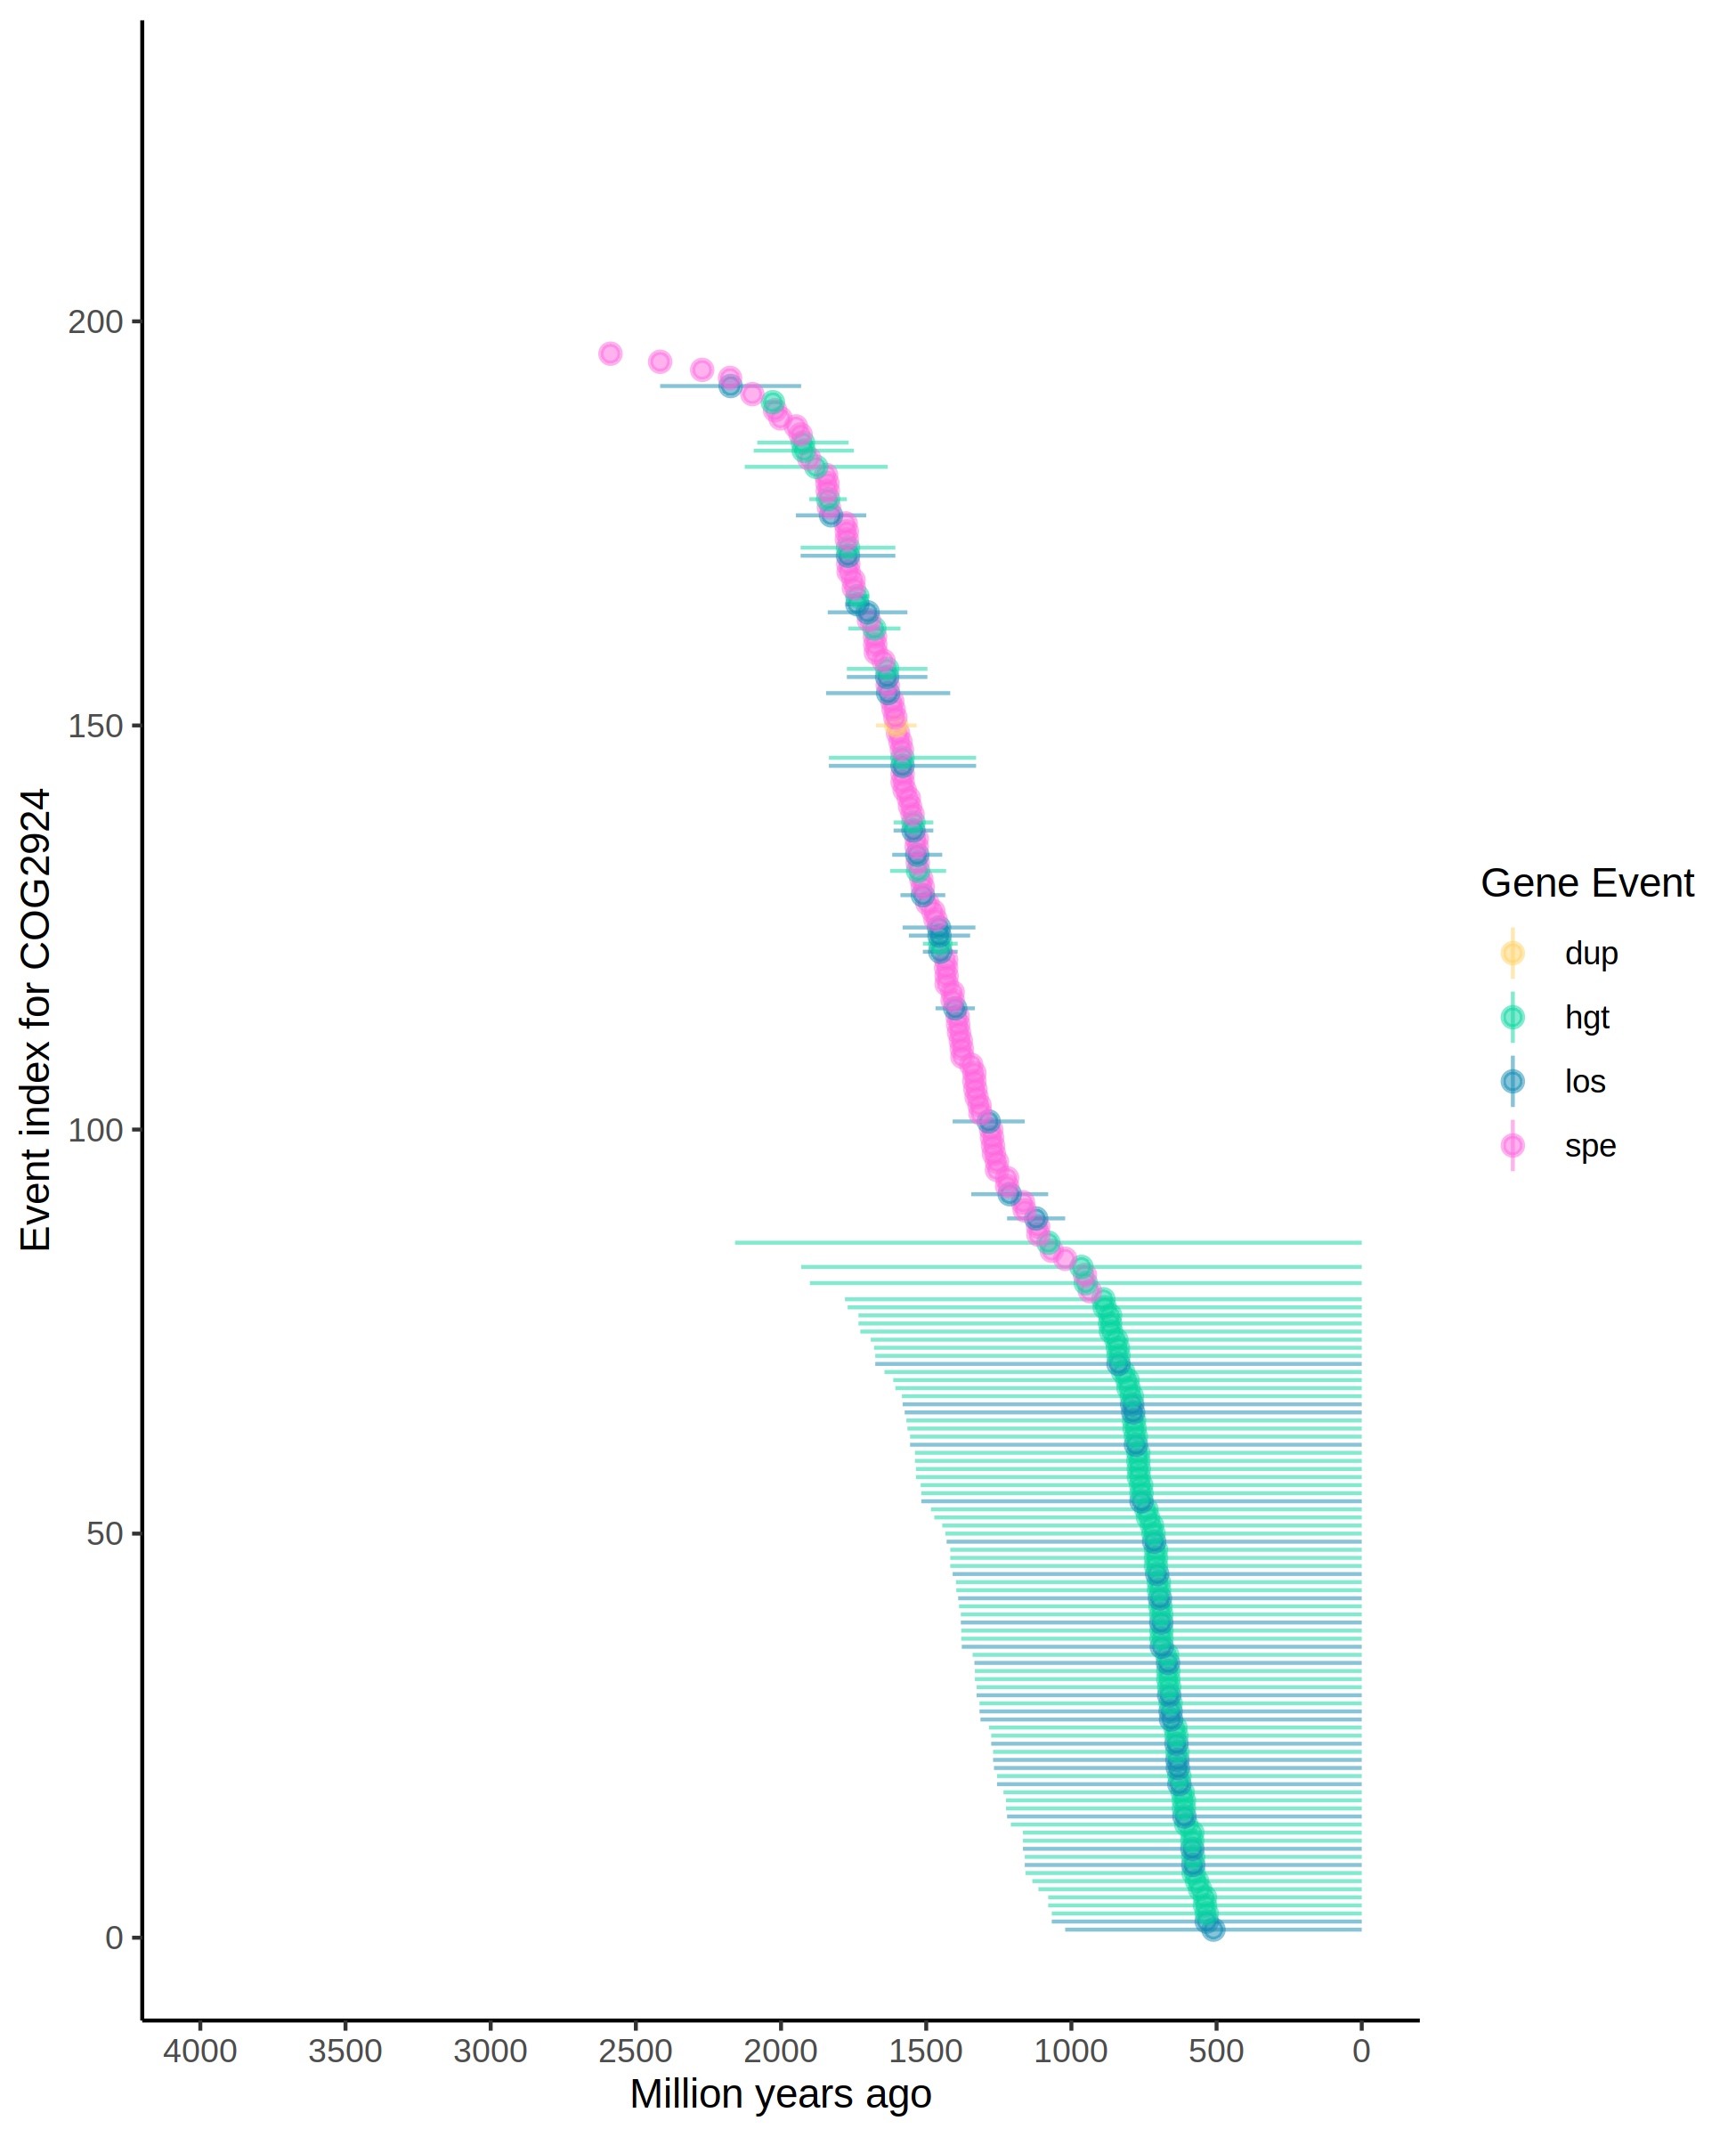 Event index for COG2924
200
150
100
50
0
4000 3500 3000 2500 2000 1500 1000 500 0
Million years ago
Gene Event
dup
hgt
los
spe